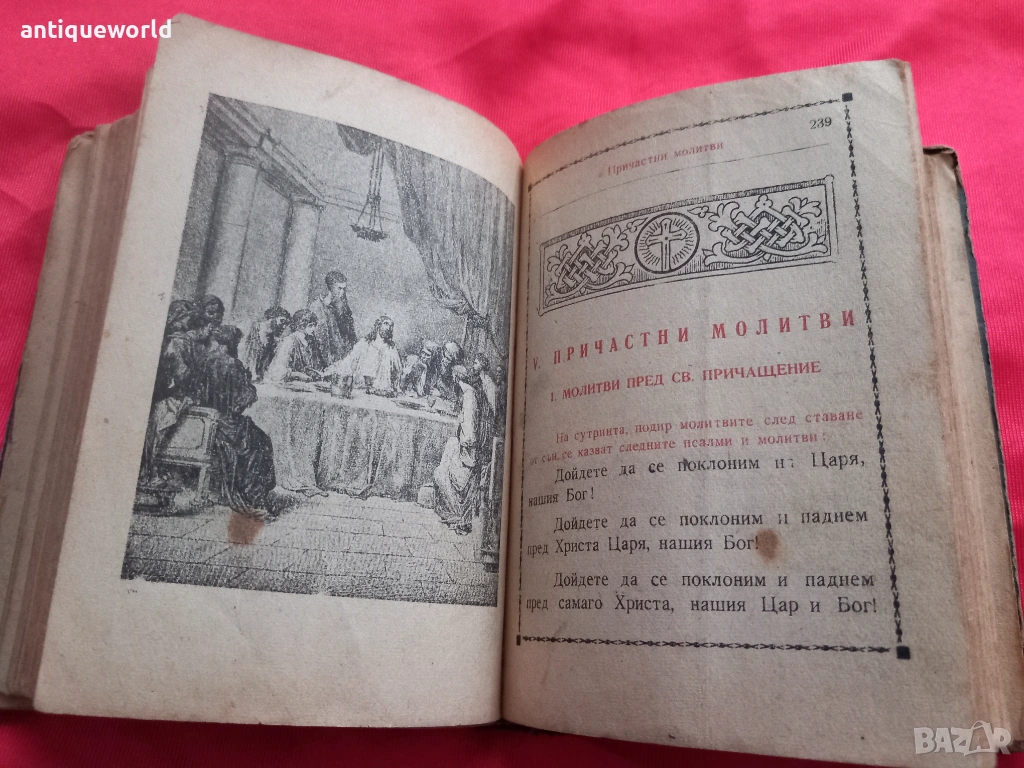 antiqueworld
239
Причастни молитви
V. ПРИЧАСТНИ МОЛИТВИ
1. МОЛИТВИ ПРЕД СВ. ПРИЧАЩЕНИЕ
На сутринта, подир молитвите след ставане
от сън, се казват следните псалми и молитви:
Дойдете да се поклоним на Царя,
нашия Бог!
Дойдете да се поклоним и паднем
пред Христа Царя, нашия Бог!
Дойдете да се поклоним и паднем
пред самаго Христа, нашия Цар и Бог!
BAZAR